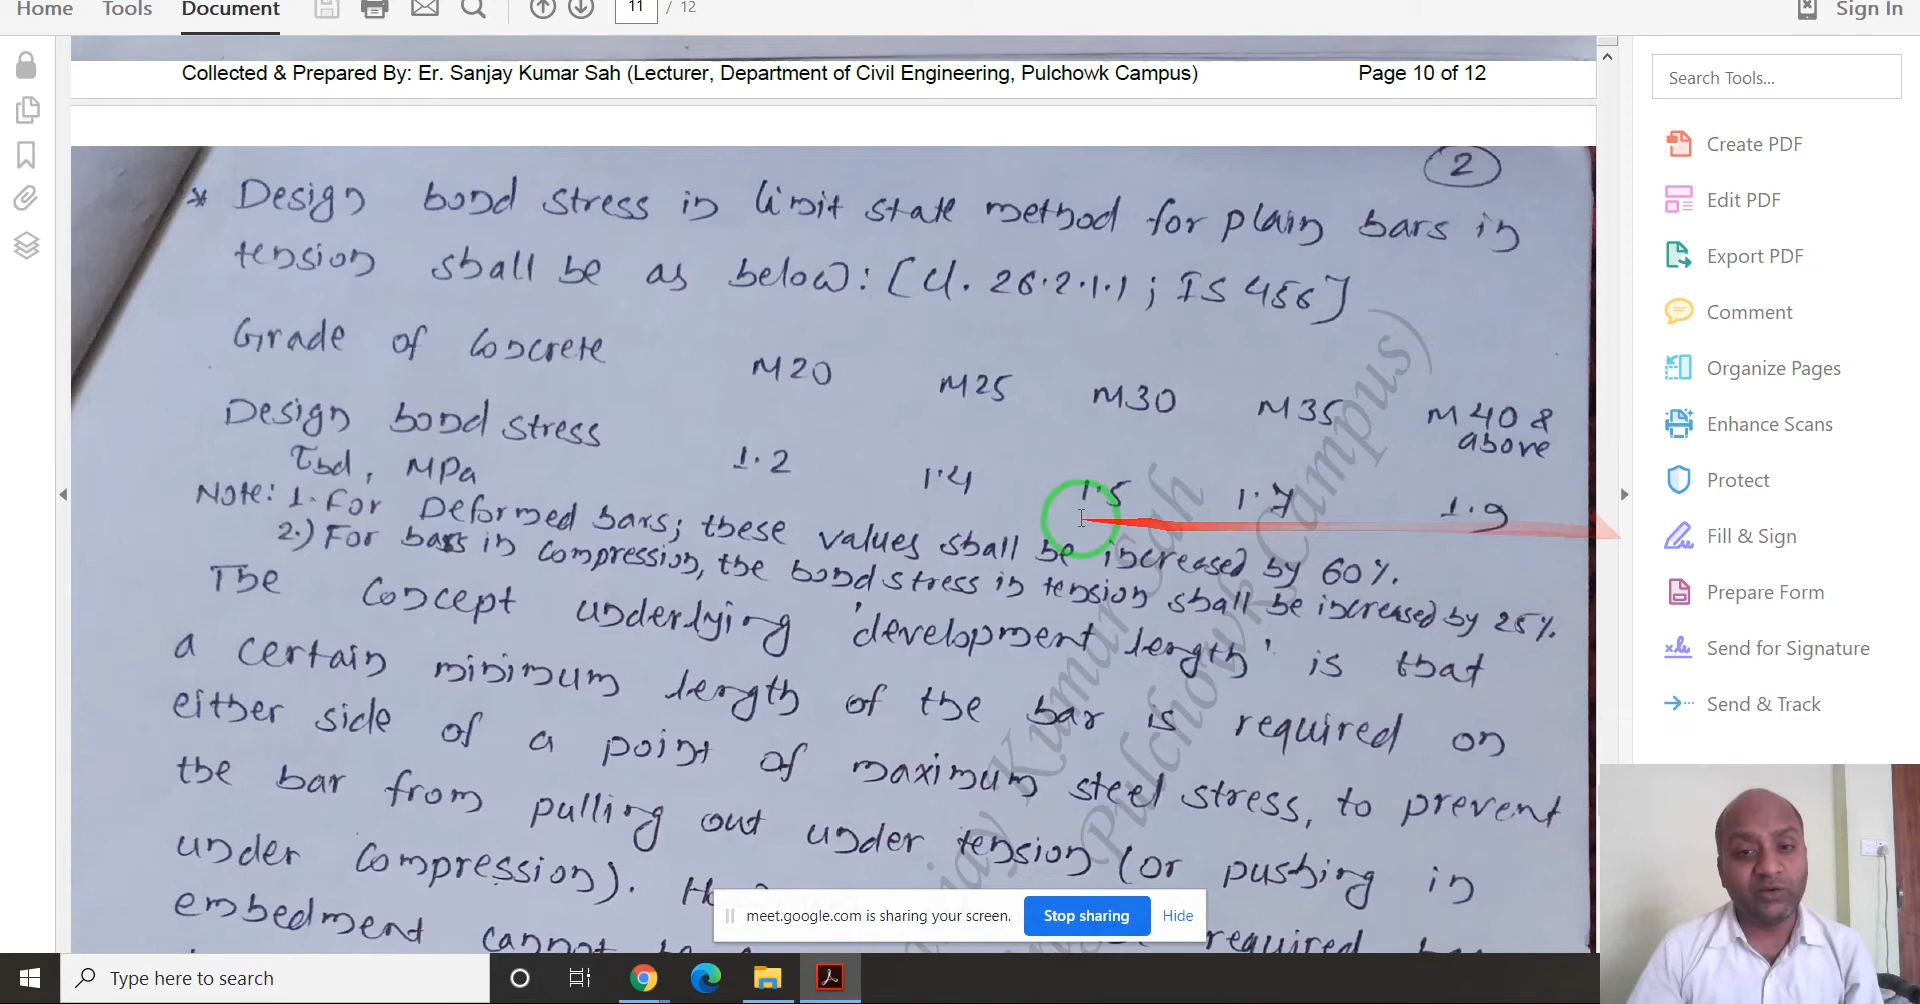 Home Tools Document 11 / 12 Sign In
Collected & Prepared By: Er. Sanjay Kumar Sah (Lecturer, Department of Civil Engineering, Pulchowk Campus) Page 10 of 12
2
* Design bond stress in limit state method for plain bars in
tension shall be as below: [Cl. 26.2.1.1; IS 456]
Grade of Concrete M20 M25 M30 M35 M40 & above
Design bond stress
τbd, MPa 1.2 1.4 1.5 1.7 1.9
Note: 1. For Deformed bars; these values shall be increased by 60%.
2.) For bars in compression, the bond stress in tension shall be increased by 25%.
The concept underlying 'development length' is that
a certain minimum length of the bar is required on
either side of a point of maximum steel stress, to prevent
the bar from pulling out under tension (or pushing in
under compression).
embedment cannot required
Kumar Sah
(Pulchowk Campus)
meet.google.com is sharing your screen. Stop sharing Hide
Search Tools...
Create PDF
Edit PDF
Export PDF
Comment
Organize Pages
Enhance Scans
Protect
Fill & Sign
Prepare Form
Send for Signature
Send & Track
Type here to search